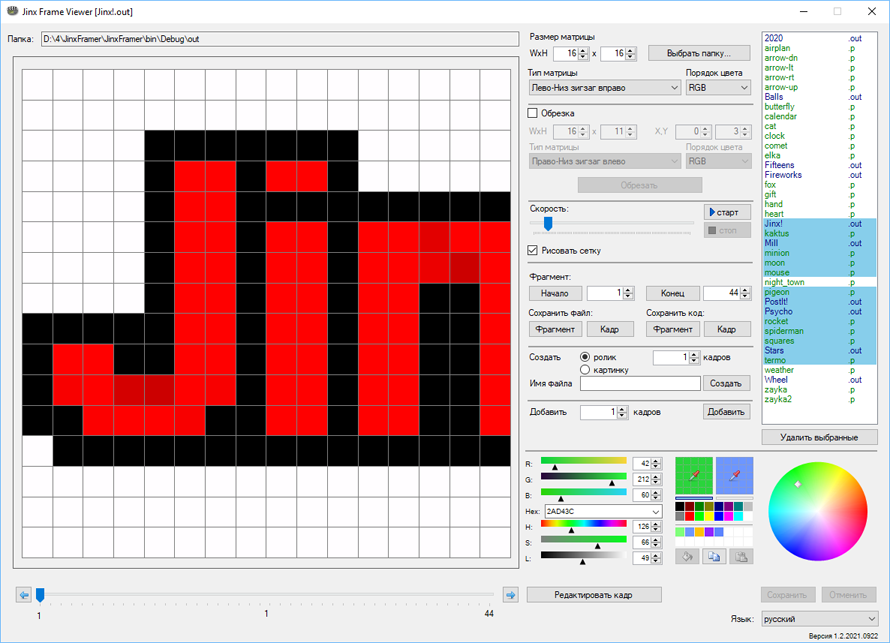 Jinx Frame Viewer [Jinx!.out]
Папка: D:\4\JinxFramer\JinxFramer\bin\Debug\out
Размер матрицы
WxH 16 x 16 Выбрать папку...
Тип матрицы Порядок цвета
Лево-Низ зигзаг вправо RGB
Обрезка
WxH 16 x 11 X,Y 0 3
Тип матрицы Порядок цвета
Право-Низ зигзаг влево RGB
Обрезать
Скорость: старт
стоп
Рисовать сетку
Фрагмент:
Начало 1 Конец 44
Сохранить файл: Сохранить код:
Фрагмент Кадр Фрагмент Кадр
Создать ролик 1 кадров
картинку
Имя файла Создать
Добавить 1 кадров Добавить
R: 42
G: 212
B: 60
Hex: 2AD43C
H: 126
S: 66
L: 49
Редактировать кадр
1 1 44
2020 .out
airplan .p
arrow-dn .p
arrow-lt .p
arrow-rt .p
arrow-up .p
Balls .out
butterfly .p
calendar .p
cat .p
clock .p
comet .p
elka .p
Fifteens .out
Fireworks .out
fox .p
gift .p
hand .p
heart .p
Jinx! .out
kaktus .p
Mill .out
minion .p
moon .p
mouse .p
night_town .p
pigeon .p
PostIt! .out
Psycho .out
rocket .p
spiderman .p
squares .p
Stars .out
termo .p
weather .p
Wheel .out
zayka .p
zayka2 .p
Удалить выбранные
Сохранить Отменить
Язык: русский
Версия 1.2.2021.0922